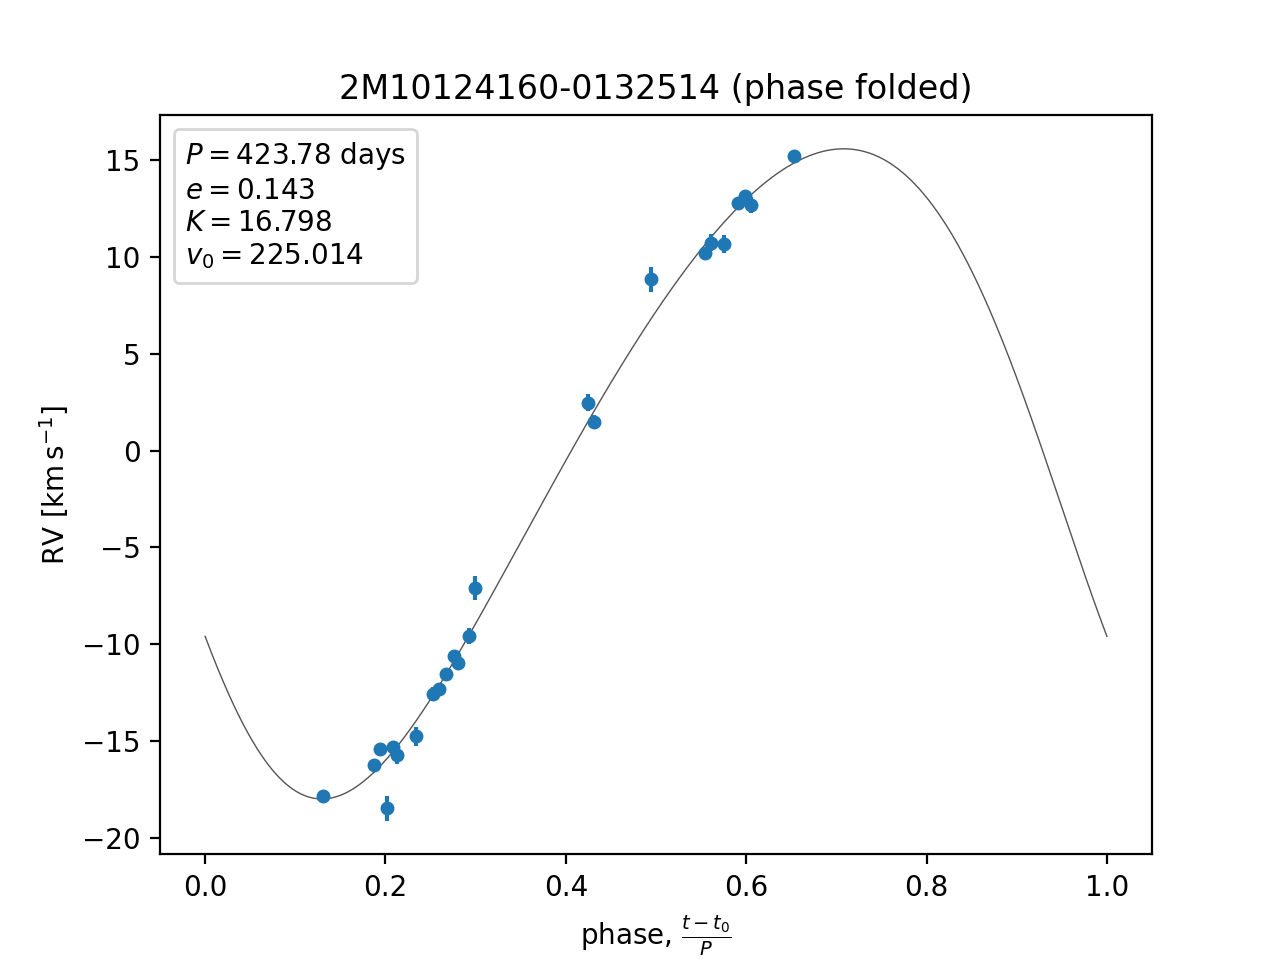 2M10124160-0132514 (phase folded)
P = 423.78 days
e = 0.143
K = 16.798
v₀ = 225.014
15
10
5
0
−5
−10
−15
−20
RV [km s⁻¹]
0.0 0.2 0.4 0.6 0.8 1.0
phase, (t − t₀)/P